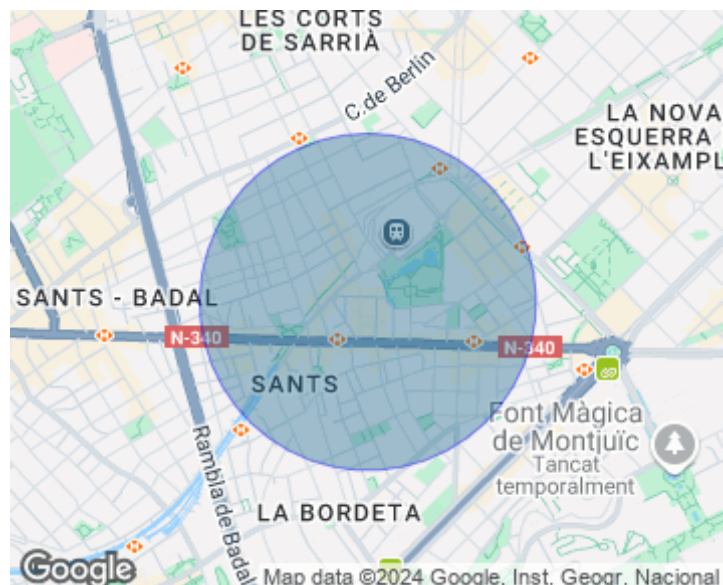 LES CORTS
DE SARRIÀ
C. de Berlín
LA NOVA
ESQUERRA
L'EIXAMPL
SANTS - BADAL
N-340
N-340
SANTS
Rambla de Badal
Font Màgica
de Montjuïc
Tancat
temporalment
LA BORDETA
Google
Map data ©2024 Google, Inst. Geogr. Nacional